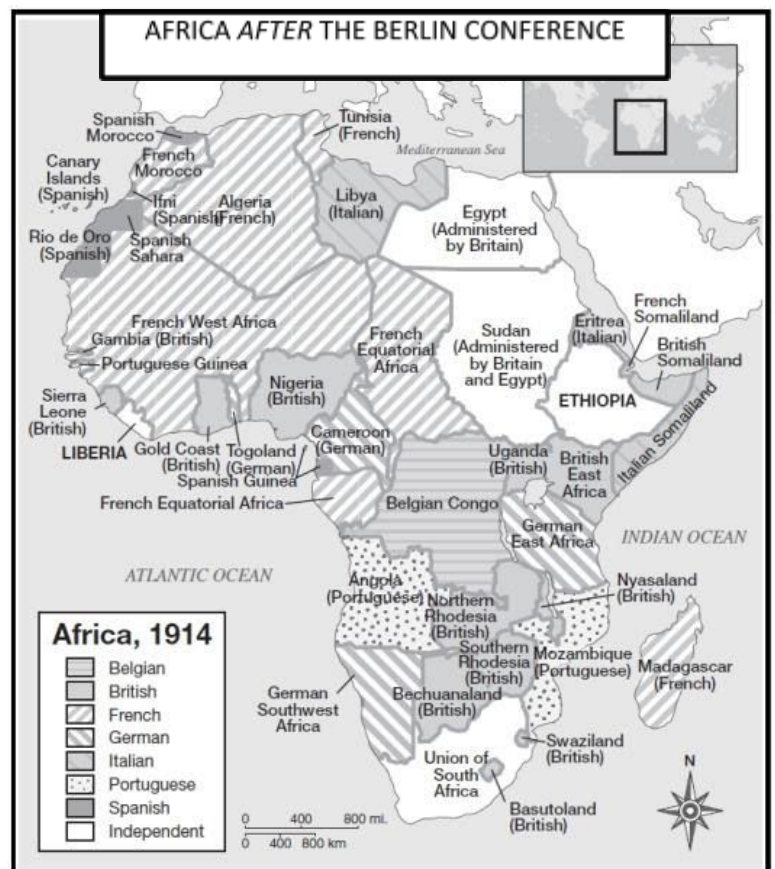 AFRICA AFTER THE BERLIN CONFERENCE
Spanish
Morocco
Tunisia
(French)
Mediterranean Sea
French
Morocco
Canary
Islands
(Spanish)
Ifni
(Spanish)
Algeria
(French)
Libya
(Italian)
Egypt
(Administered
by Britain)
Rio de Oro
(Spanish)
Spanish
Sahara
French West Africa
Gambia (British)
Portuguese Guinea
French
Equatorial
Africa
Sudan
(Administered
by Britain
and Egypt)
Eritrea
(Italian)
French
Somaliland
British
Somaliland
Sierra
Leone
(British)
Nigeria
(British)
ETHIOPIA
LIBERIA
Gold Coast
(British)
Togoland
(German)
Cameroon
(German)
Spanish Guinea
French Equatorial Africa
Uganda
(British)
British
East
Africa
Italian Somaliland
Belgian Congo
German
East Africa
INDIAN OCEAN
ATLANTIC OCEAN
Angola
(Portuguese)
Northern
Rhodesia
(British)
Nyasaland
(British)
Southern
Rhodesia
(British)
Mozambique
(Portuguese)
Madagascar
(French)
German
Southwest
Africa
Bechuanaland
(British)
Swaziland
(British)
Union of
South
Africa
Basutoland
(British)
Africa, 1914
Belgian
British
French
German
Italian
Portuguese
Spanish
Independent
0 400 800 mi.
0 400 800 km
N